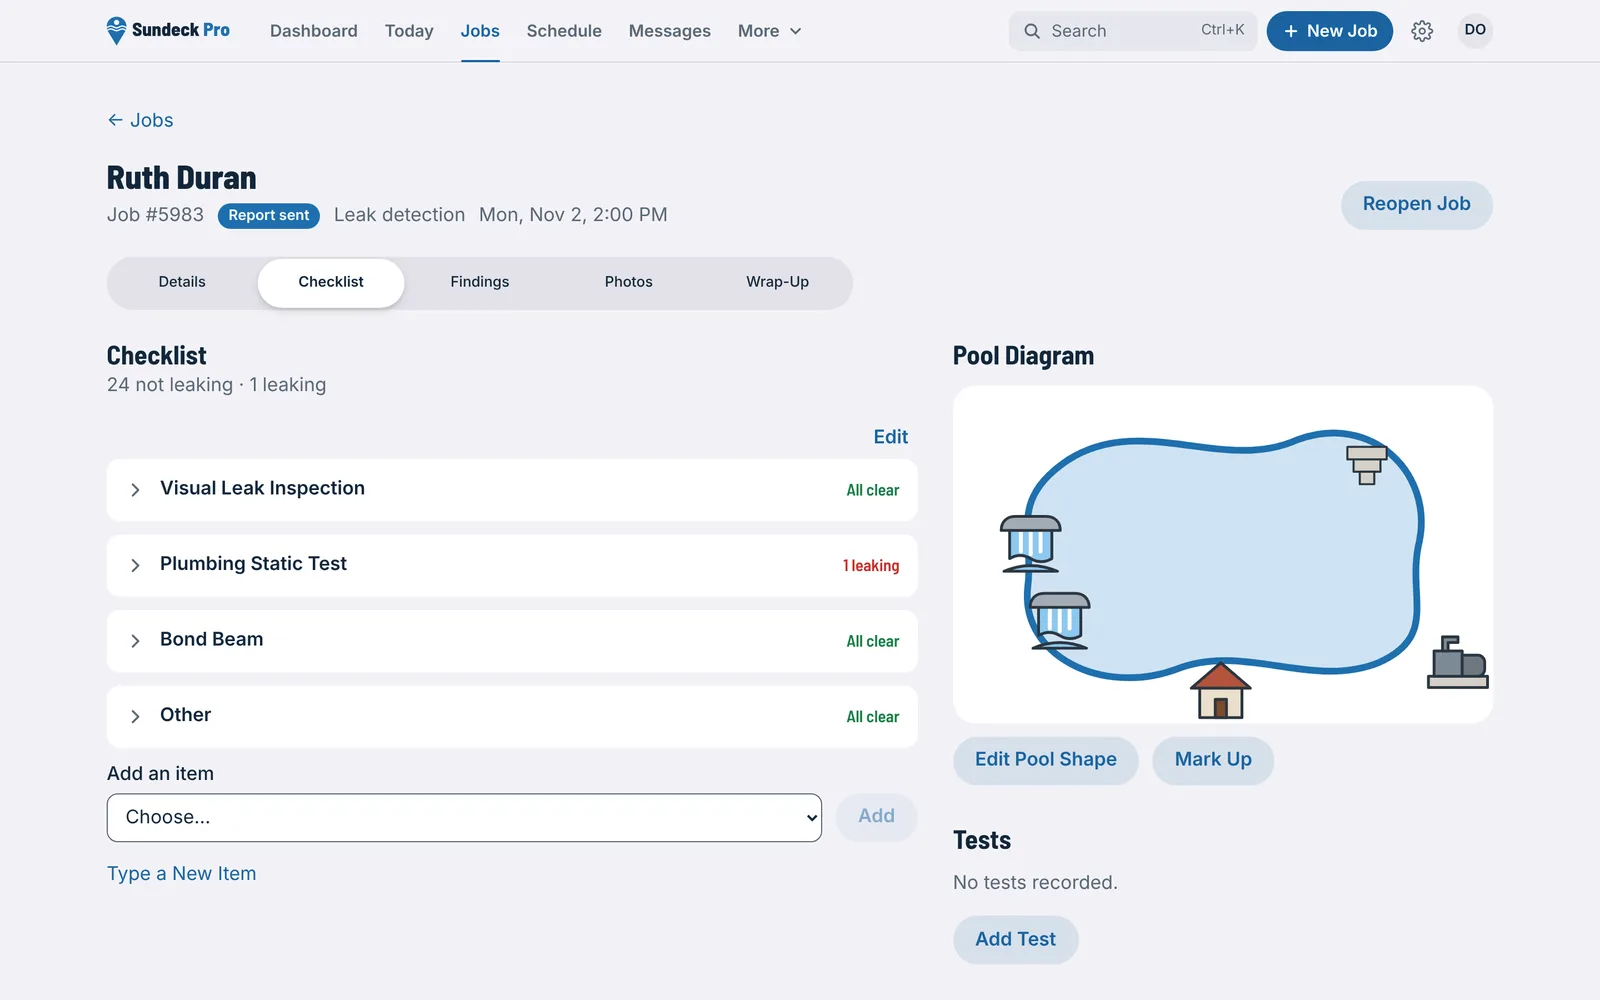 Sundeck Pro
Dashboard
Today
Jobs
Schedule
Messages
More
Search
Ctrl+K
+ New Job
DO
← Jobs
Ruth Duran
Job #5983
Report sent
Leak detection
Mon, Nov 2, 2:00 PM
Reopen Job
Details
Checklist
Findings
Photos
Wrap-Up
Checklist
24 not leaking · 1 leaking
Edit
Visual Leak Inspection
All clear
Plumbing Static Test
1 leaking
Bond Beam
All clear
Other
All clear
Add an item
Choose...
Add
Type a New Item
Pool Diagram
Edit Pool Shape
Mark Up
Tests
No tests recorded.
Add Test